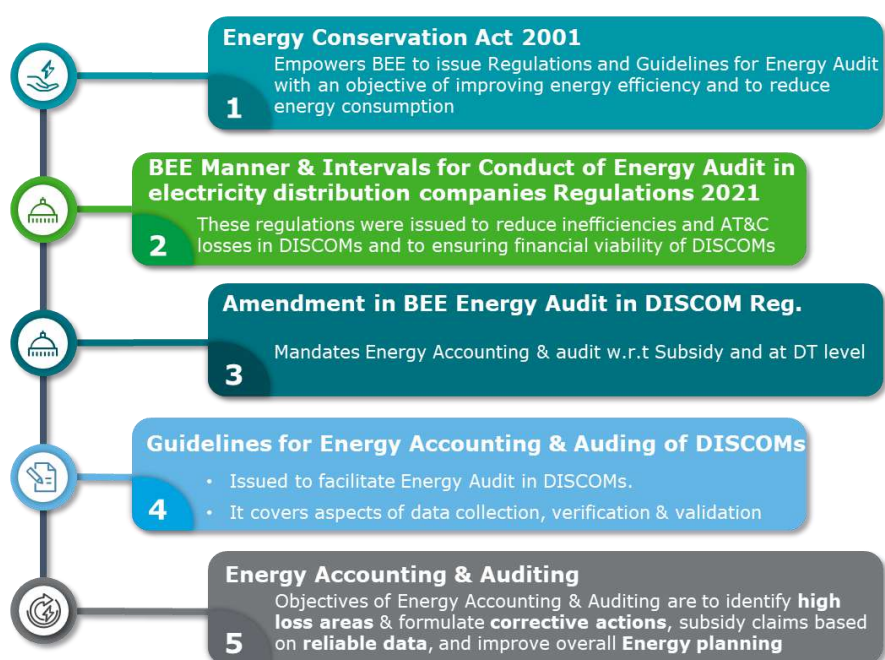 Energy Conservation Act 2001
Empowers BEE to issue Regulations and Guidelines for Energy Audit
with an objective of improving energy efficiency and to reduce
energy consumption
1
BEE Manner & Intervals for Conduct of Energy Audit in
electricity distribution companies Regulations 2021
These regulations were issued to reduce inefficiencies and AT&C
losses in DISCOMs and to ensuring financial viability of DISCOMs
2
Amendment in BEE Energy Audit in DISCOM Reg.
Mandates Energy Accounting & audit w.r.t Subsidy and at DT level
3
Guidelines for Energy Accounting & Auding of DISCOMs
• Issued to facilitate Energy Audit in DISCOMs.
• It covers aspects of data collection, verification & validation
4
Energy Accounting & Auditing
Objectives of Energy Accounting & Auditing are to identify high
loss areas & formulate corrective actions, subsidy claims based
on reliable data, and improve overall Energy planning
5